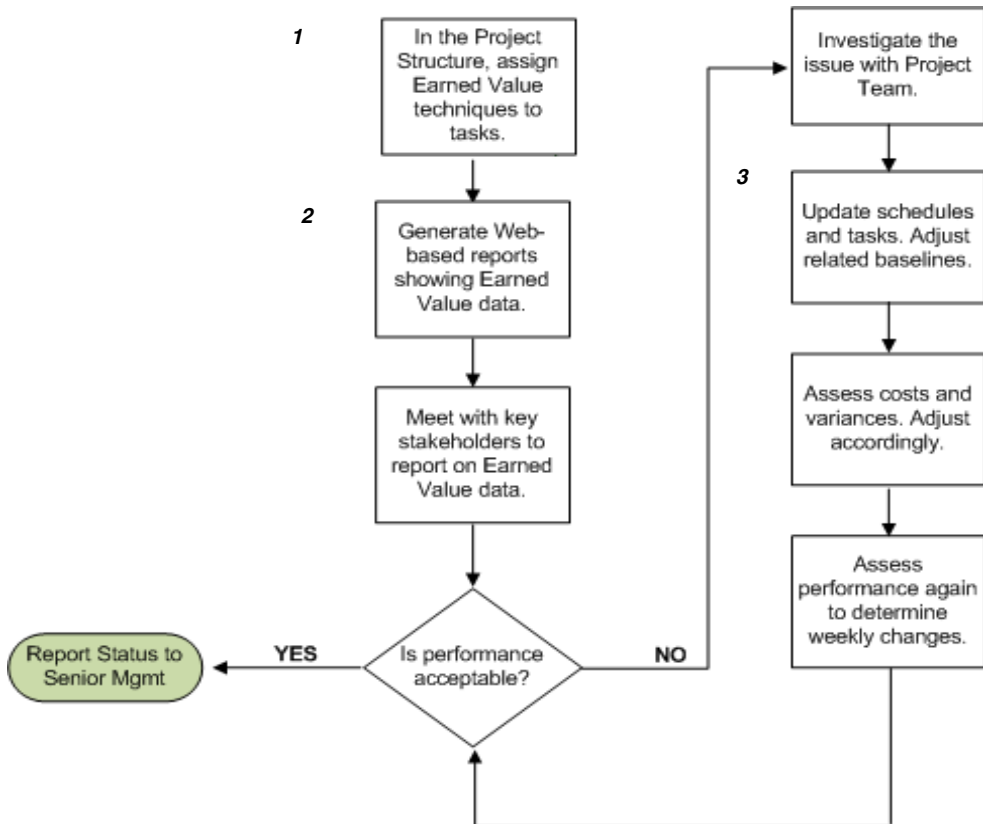 1
In the Project
Structure, assign
Earned Value
techniques to
tasks.
2
Generate Web-
based reports
showing Earned
Value data.
Meet with key
stakeholders to
report on Earned
Value data.
Is performance
acceptable?
YES
Report Status to
Senior Mgmt
NO
Investigate the
issue with Project
Team.
3
Update schedules
and tasks. Adjust
related baselines.
Assess costs and
variances. Adjust
accordingly.
Assess
performance again
to determine
weekly changes.